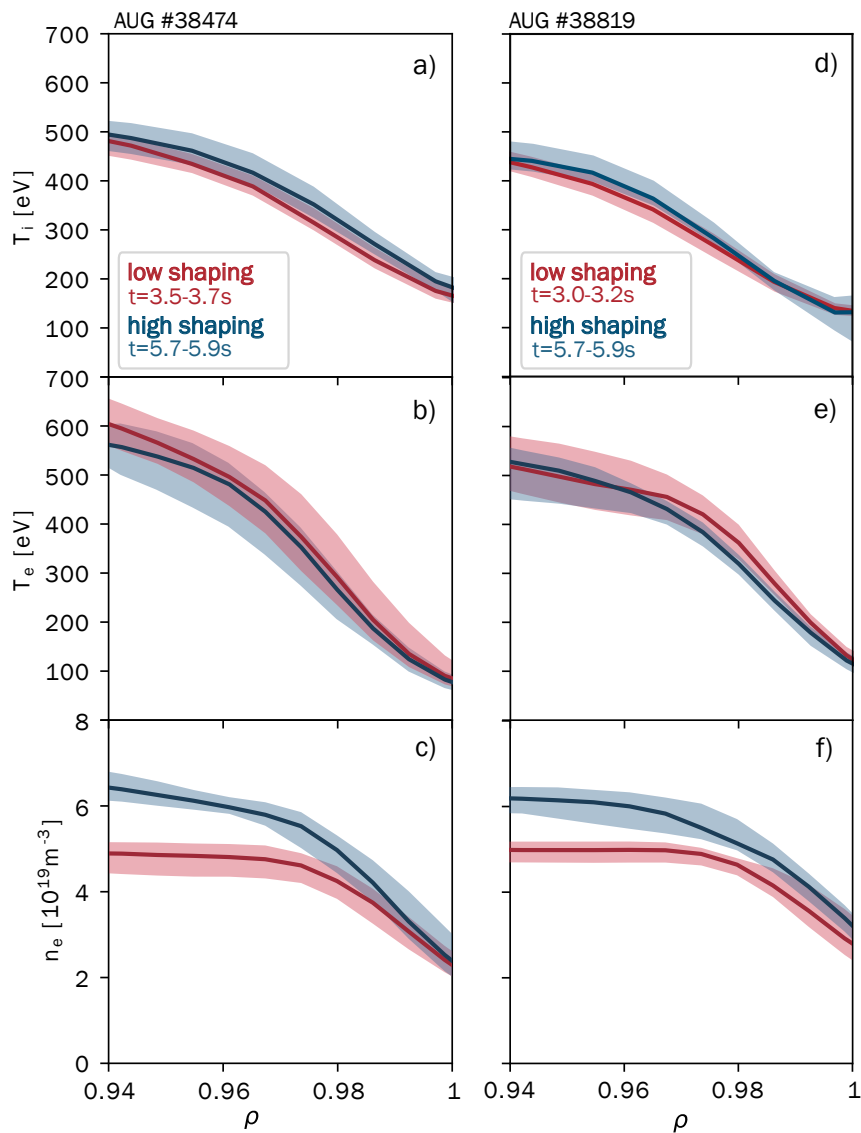 AUG #38474
AUG #38819
700
600
500
400
300
200
100
T_i [eV]
a)
low shaping
t=3.5-3.7s
high shaping
t=5.7-5.9s
d)
low shaping
t=3.0-3.2s
high shaping
t=5.7-5.9s
700
600
500
400
300
200
100
T_e [eV]
b)
e)
8
6
4
2
0
n_e [10^19 m^-3]
c)
f)
0.94
0.96
0.98
1
ρ
0.94
0.96
0.98
1
ρ